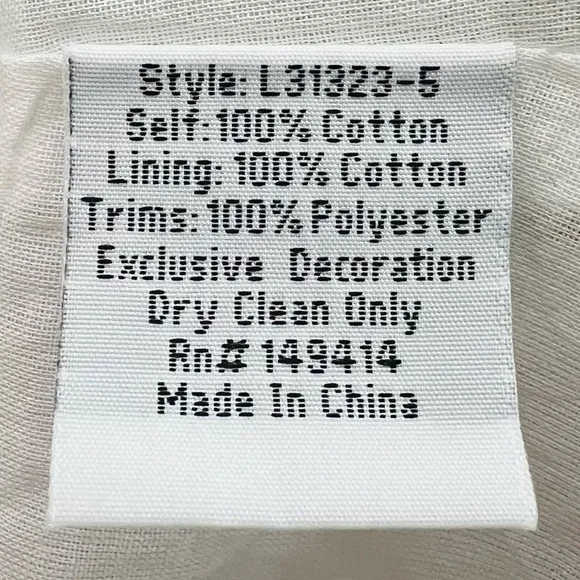 Style: L31323-5
Self:100% Cotton
Lining: 100% Cotton
Trims: 100% Polyester
Exclusive Decoration
Dry Clean Only
Rn# 149414
Made In China